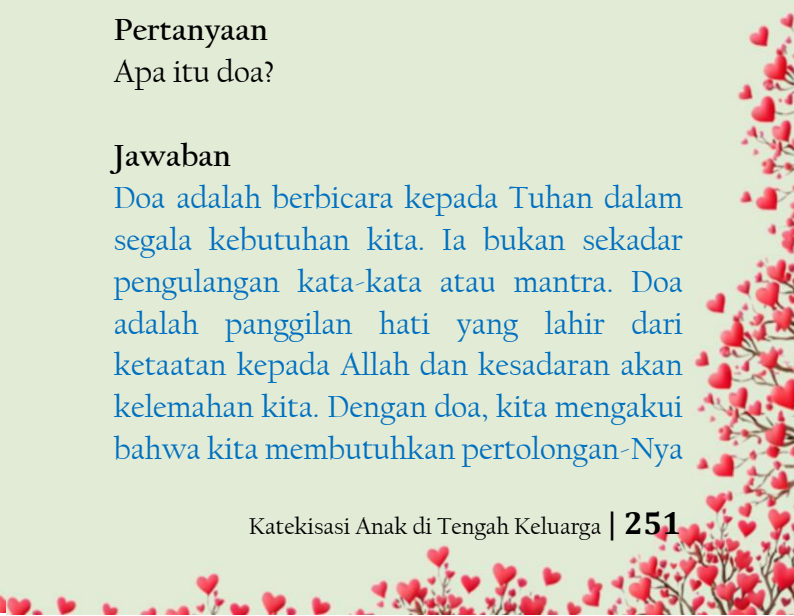 Pertanyaan
Apa itu doa?
Jawaban
Doa adalah berbicara kepada Tuhan dalam
segala kebutuhan kita. Ia bukan sekadar
pengulangan kata-kata atau mantra. Doa
adalah panggilan hati yang lahir dari
ketaatan kepada Allah dan kesadaran akan
kelemahan kita. Dengan doa, kita mengakui
bahwa kita membutuhkan pertolongan-Nya
Katekisasi Anak di Tengah Keluarga | 251